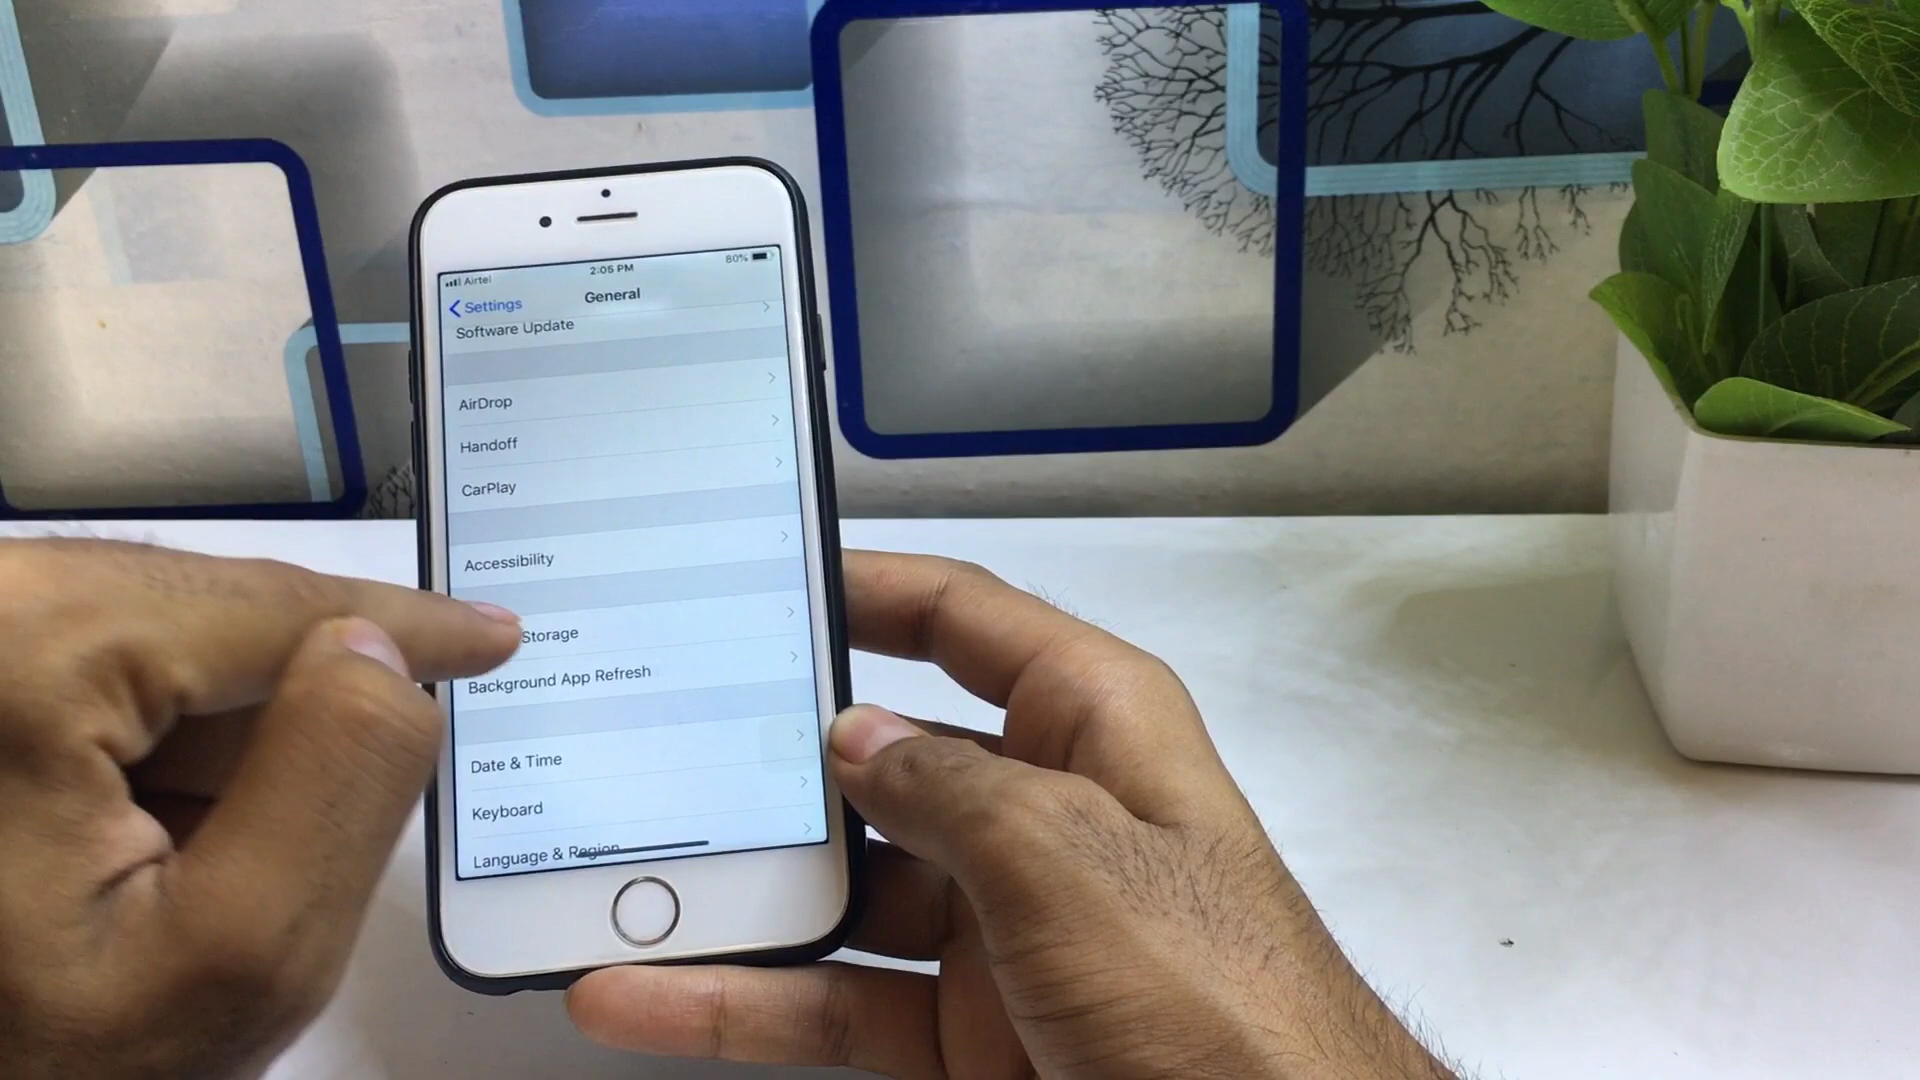 Airtel
2:05 PM
80%
Settings
General
Software Update
AirDrop
Handoff
CarPlay
Accessibility
Storage
Background App Refresh
Date & Time
Keyboard
Language & Region